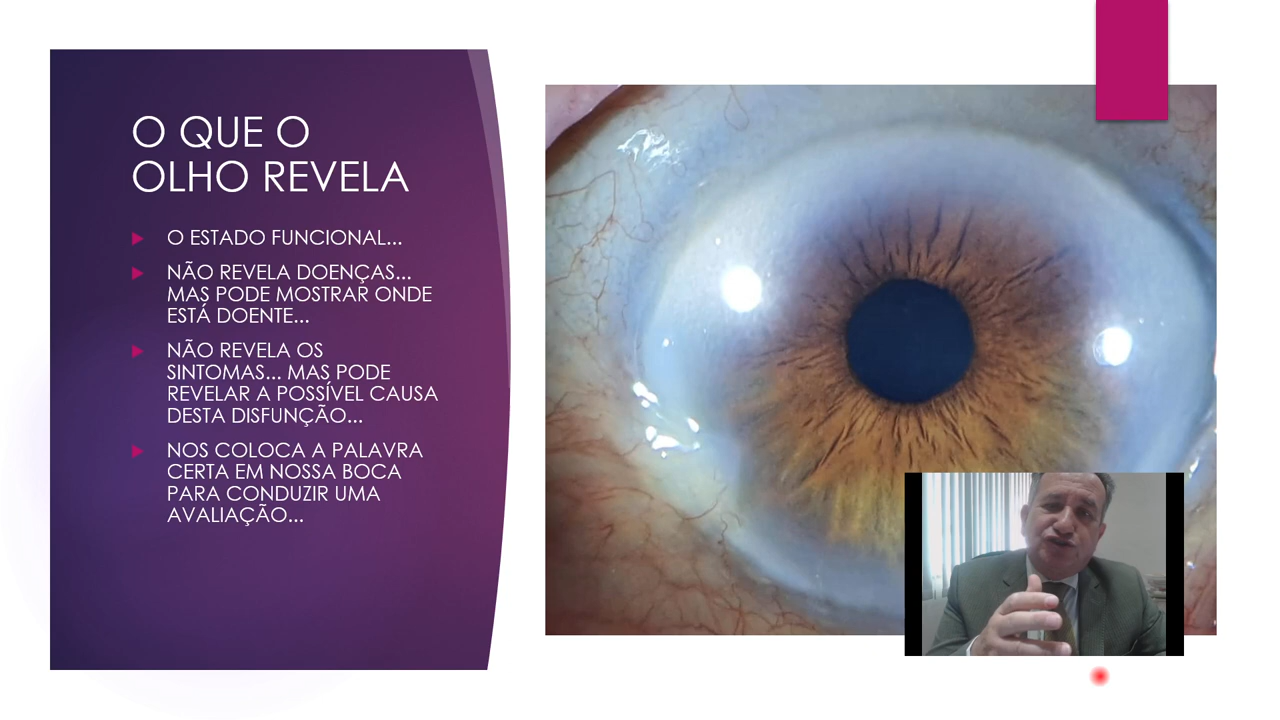 O QUE O
OLHO REVELA
O ESTADO FUNCIONAL...
NÃO REVELA DOENÇAS...
MAS PODE MOSTRAR ONDE
ESTÁ DOENTE...
NÃO REVELA OS
SINTOMAS... MAS PODE
REVELAR A POSSÍVEL CAUSA
DESTA DISFUNÇÃO...
NOS COLOCA A PALAVRA
CERTA EM NOSSA BOCA
PARA CONDUZIR UMA
AVALIAÇÃO...